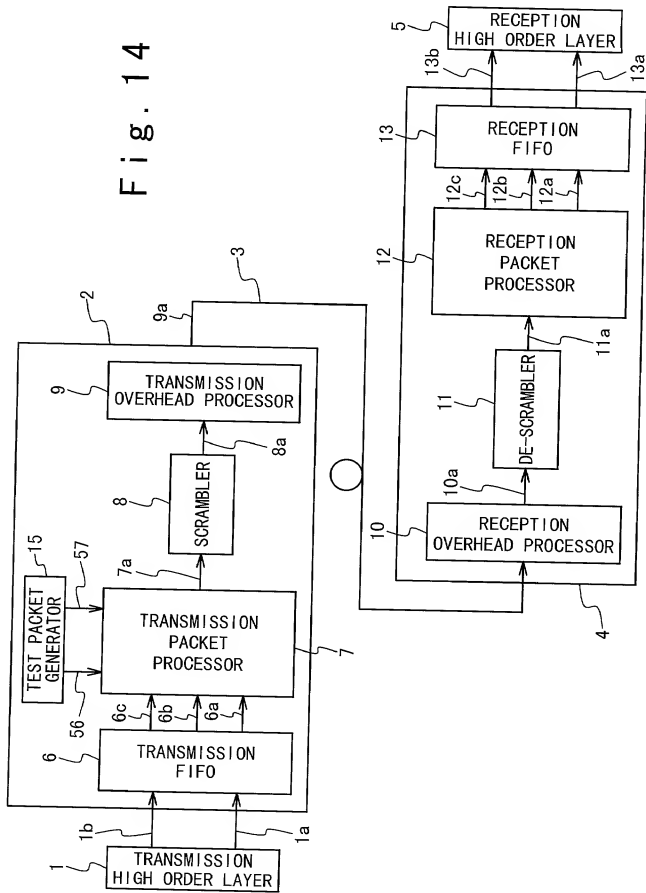 Fig. 14
1
TRANSMISSION
HIGH ORDER LAYER
1b
1a
2
6
TRANSMISSION
FIFO
6c
6b
6a
15
TEST PACKET
GENERATOR
56
57
TRANSMISSION
PACKET
PROCESSOR
7
7a
8
SCRAMBLER
8a
9
TRANSMISSION
OVERHEAD PROCESSOR
9a
3
4
10
RECEPTION
OVERHEAD PROCESSOR
10a
11
DE-SCRAMBLER
11a
12
RECEPTION
PACKET
PROCESSOR
12c
12b
12a
13
RECEPTION
FIFO
13b
13a
5
RECEPTION
HIGH ORDER LAYER